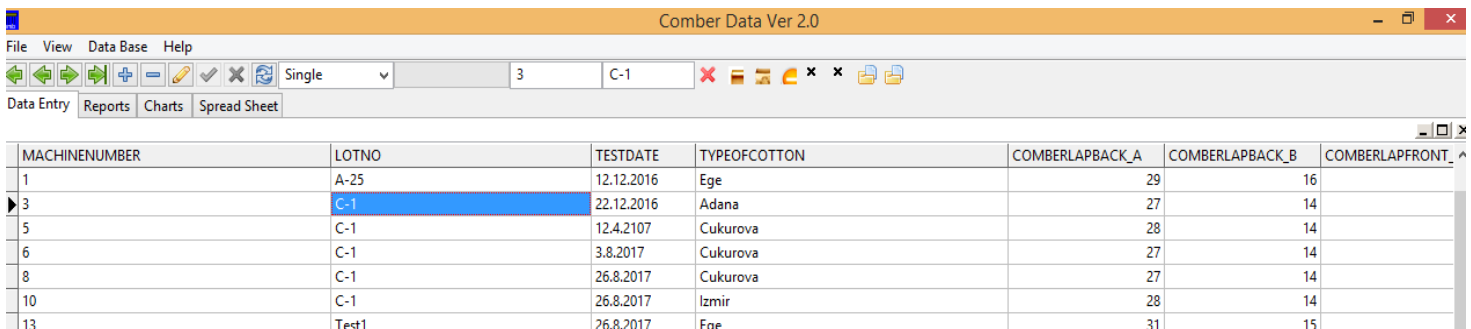 Comber Data Ver 2.0
File View Data Base Help
Single 3 C-1
Data Entry Reports Charts Spread Sheet
MACHINENUMBER LOTNO TESTDATE TYPEOFCOTTON COMBERLAPBACK_A COMBERLAPBACK_B COMBERLAPFRONT_
1 A-25 12.12.2016 Ege 29 16
3 C-1 22.12.2016 Adana 27 14
5 C-1 12.4.2107 Cukurova 28 14
6 C-1 3.8.2017 Cukurova 27 14
8 C-1 26.8.2017 Cukurova 27 14
10 C-1 26.8.2017 Izmir 28 14
13 Test1 26.8.2017 Ege 31 15